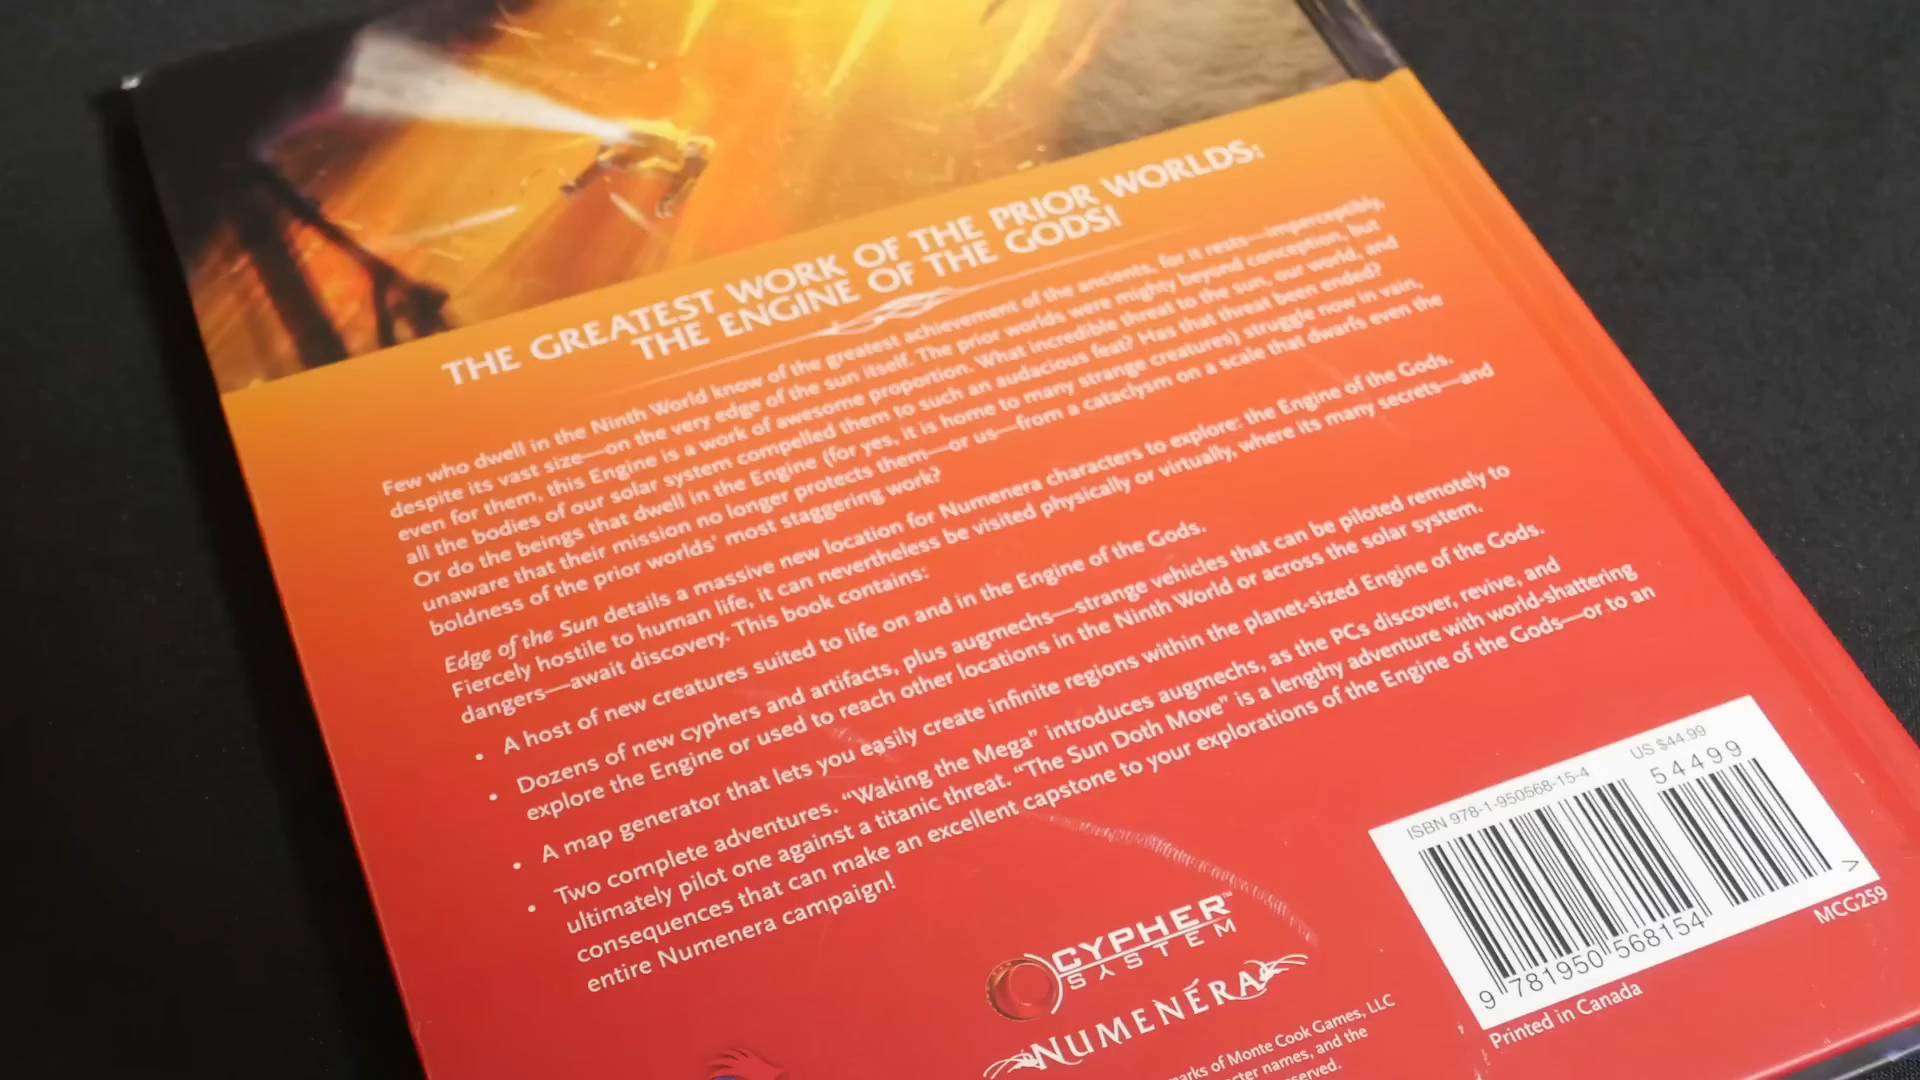 THE GREATEST WORK OF THE PRIOR WORLDS:
THE ENGINE OF THE GODS!
Few who dwell in the Ninth World know of the greatest achievement of the ancients, for it rests—imperceptibly,
despite its vast size—on the very edge of the sun itself. The prior worlds were mighty beyond conception, but
even for them, this Engine is a work of awesome proportion. What incredible threat to the sun, our world, and
all the bodies of our solar system compelled them to such an audacious feat? Has that threat been ended?
Or do the beings that dwell in the Engine (for yes, it is home to many strange creatures) struggle now in vain,
unaware that their mission no longer protects them—or us—from a cataclysm on a scale that dwarfs even the
boldness of the prior worlds' most staggering work?
Edge of the Sun details a massive new location for Numenera characters to explore: the Engine of the Gods.
Fiercely hostile to human life, it can nevertheless be visited physically or virtually, where its many secrets—and
dangers—await discovery. This book contains:
• A host of new creatures suited to life on and in the Engine of the Gods.
• Dozens of new cyphers and artifacts, plus augmechs—strange vehicles that can be piloted remotely to
explore the Engine or used to reach other locations in the Ninth World or across the solar system.
• A map generator that lets you easily create infinite regions within the planet-sized Engine of the Gods.
• Two complete adventures. “Waking the Mega” introduces augmechs, as the PCs discover, revive, and
ultimately pilot one against a titanic threat. “The Sun Doth Move” is a lengthy adventure with world-shattering
consequences that can make an excellent capstone to your explorations of the Engine of the Gods—or to an
entire Numenera campaign!
CYPHER™
SYSTEM
NUMENERA
arks of Monte Cook Games, LLC
cter names, and the
served.
ISBN 978-1-950568-15-4
US $44.99
54499
>
9 781950 568154
MCG259
Printed in Canada